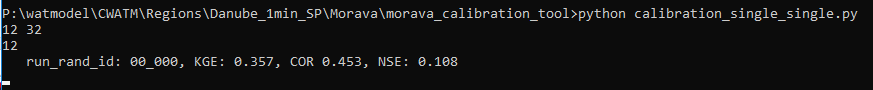 P:\watmodel\CWATM\Regions\Danube_1min_SP\Morava\morava_calibration_tool>python calibration_single_single.py
12 32
12
run_rand_id: 00_000, KGE: 0.357, COR 0.453, NSE: 0.108